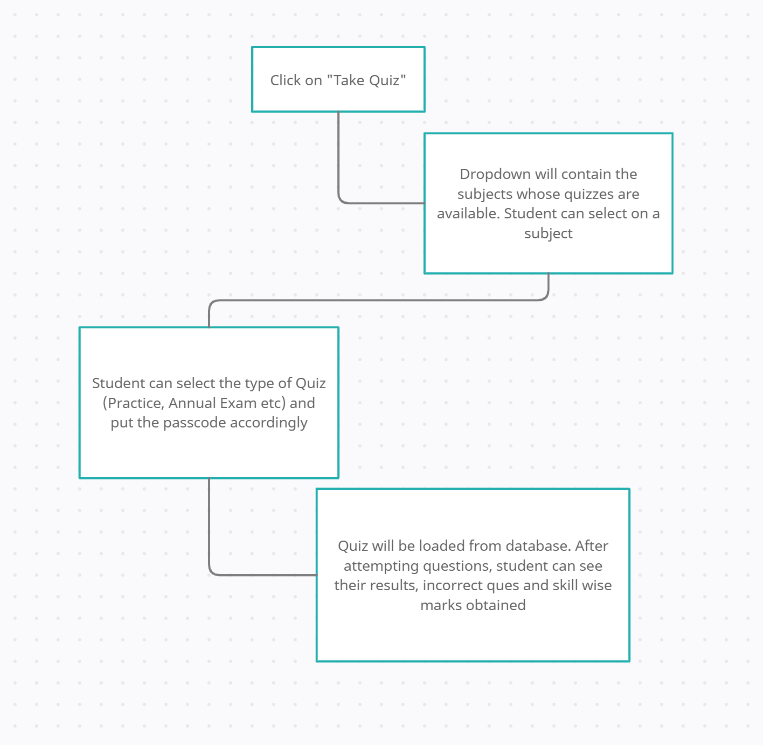 Click on "Take Quiz"
Dropdown will contain the
subjects whose quizzes are
available. Student can select on a
subject
Student can select the type of Quiz
(Practice, Annual Exam etc) and
put the passcode accordingly
Quiz will be loaded from database. After
attempting questions, student can see
their results, incorrect ques and skill wise
marks obtained